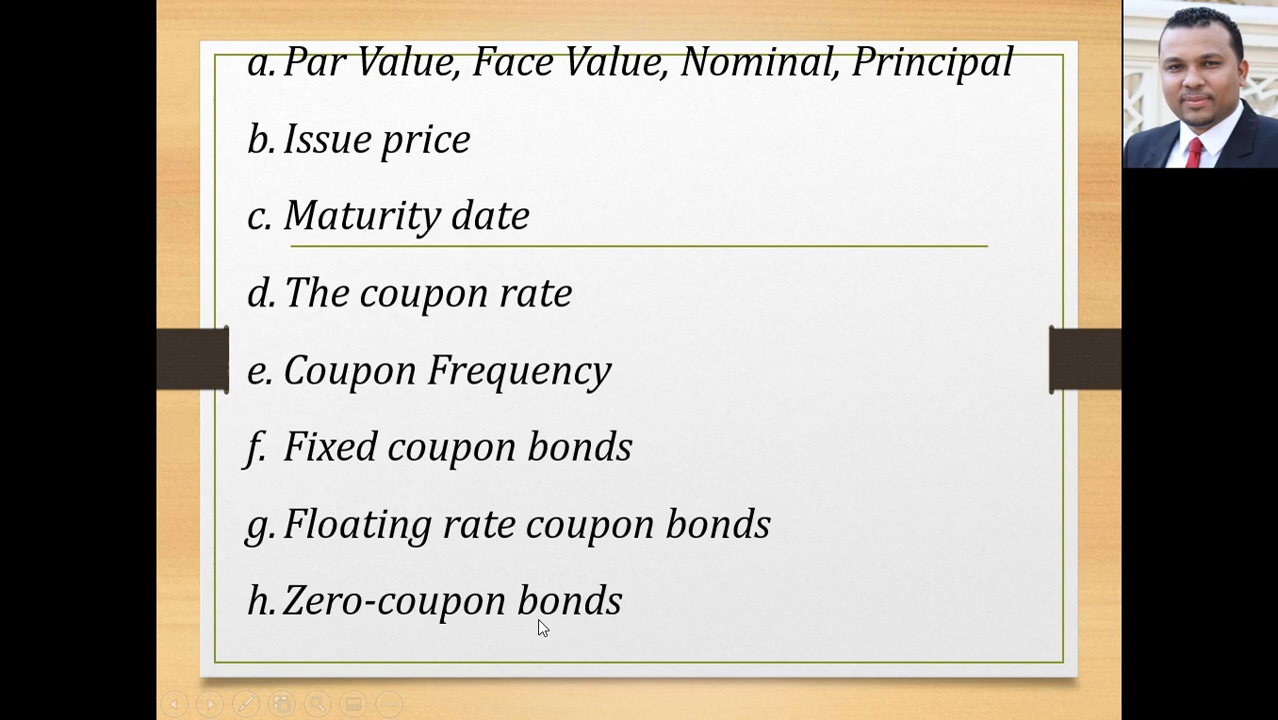 a. Par Value, Face Value, Nominal, Principal
b. Issue price
c. Maturity date
d. The coupon rate
e. Coupon Frequency
f. Fixed coupon bonds
g. Floating rate coupon bonds
h. Zero-coupon bonds